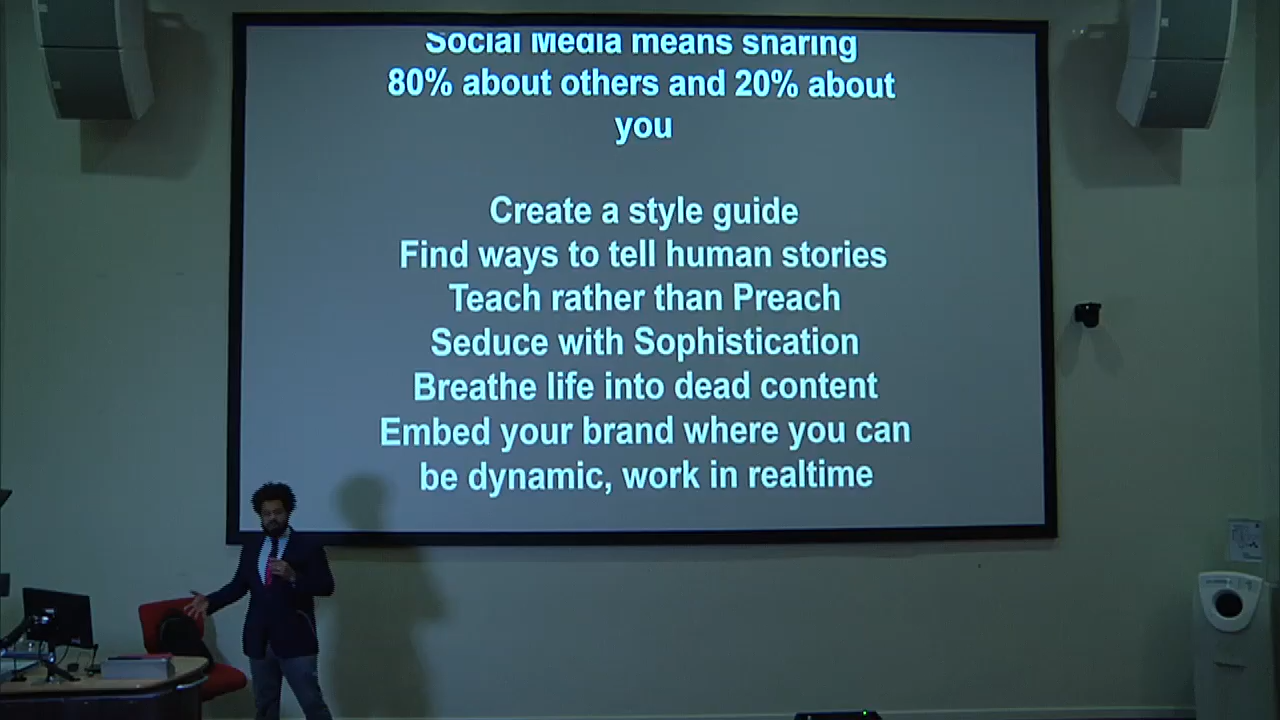 Social Media means sharing
80% about others and 20% about
you
Create a style guide
Find ways to tell human stories
Teach rather than Preach
Seduce with Sophistication
Breathe life into dead content
Embed your brand where you can
be dynamic, work in realtime